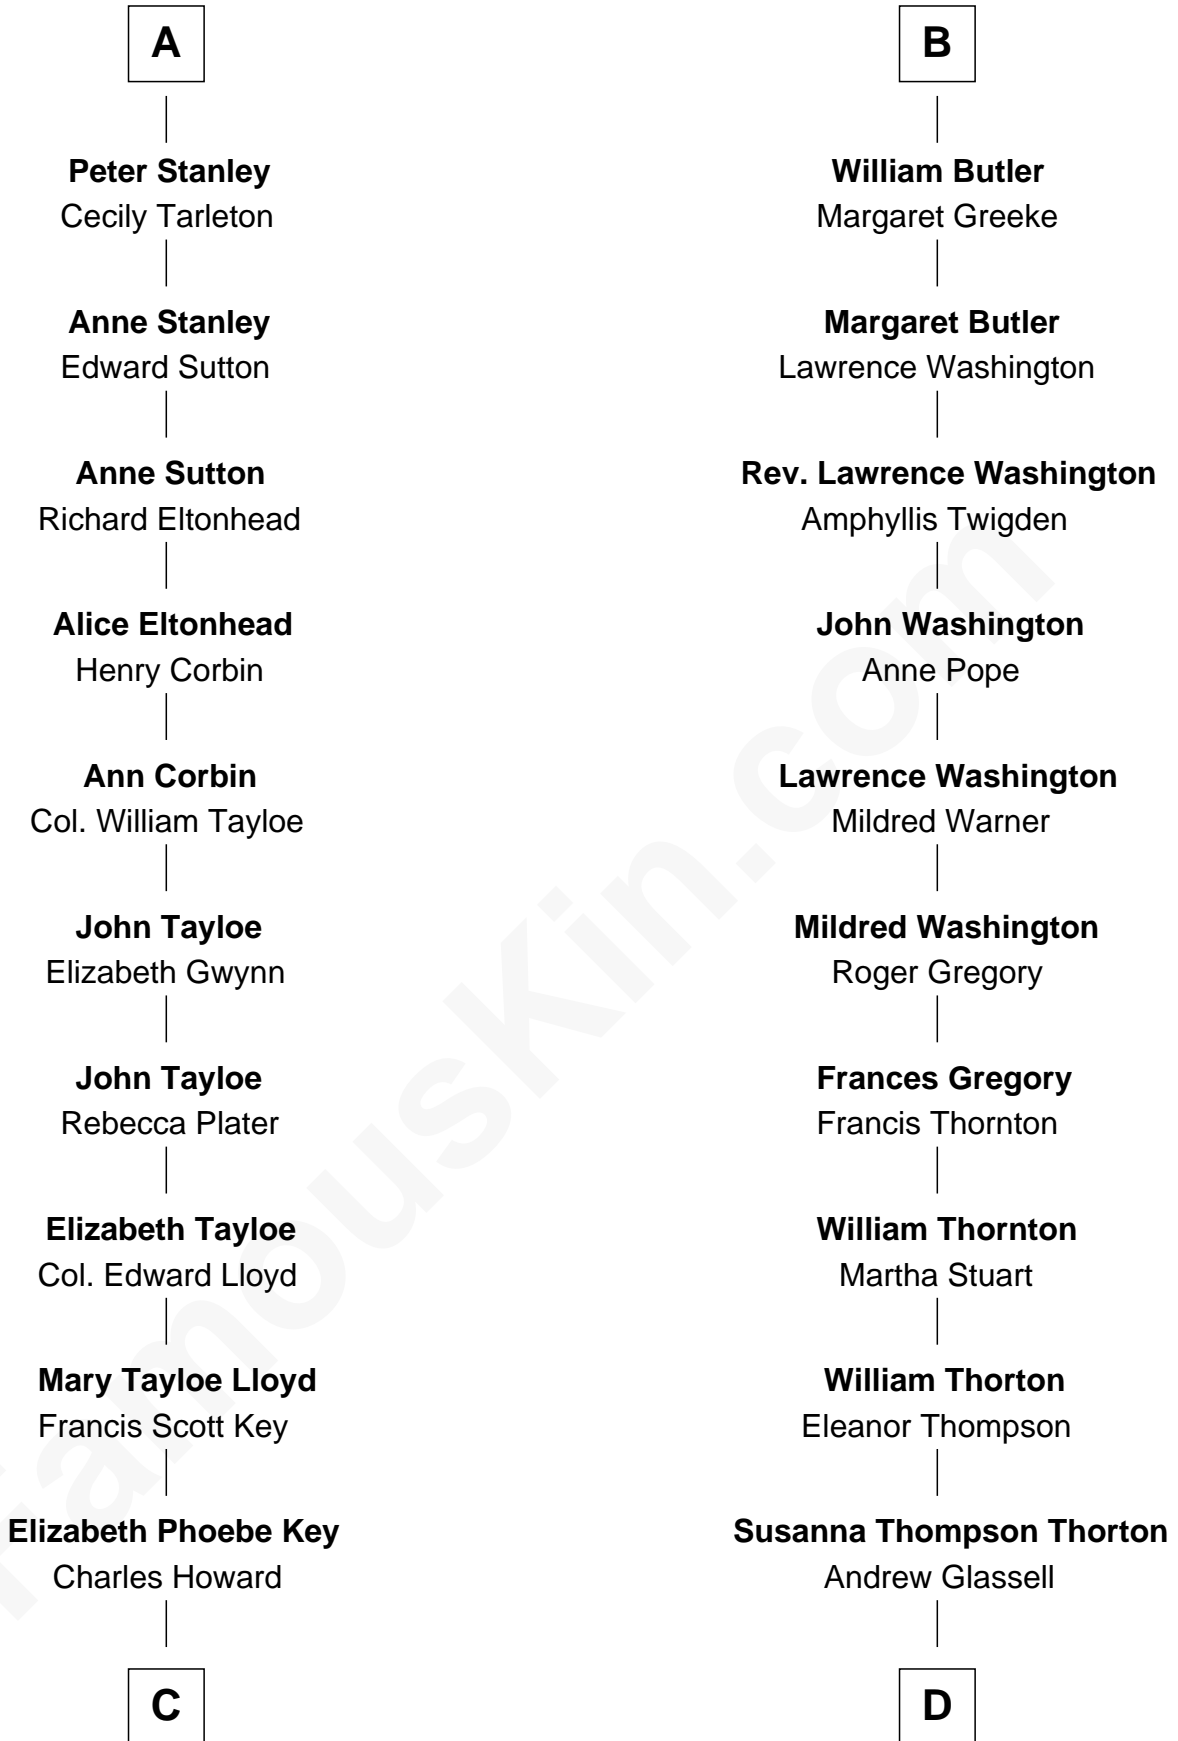 A
Peter Stanley
Cecily Tarleton
Anne Stanley
Edward Sutton
Anne Sutton
Richard Eltonhead
Alice Eltonhead
Henry Corbin
Ann Corbin
Col. William Tayloe
John Tayloe
Elizabeth Gwynn
John Tayloe
Rebecca Plater
Elizabeth Tayloe
Col. Edward Lloyd
Mary Tayloe Lloyd
Francis Scott Key
Elizabeth Phoebe Key
Charles Howard
C
B
William Butler
Margaret Greeke
Margaret Butler
Lawrence Washington
Rev. Lawrence Washington
Amphyllis Twigden
John Washington
Anne Pope
Lawrence Washington
Mildred Warner
Mildred Washington
Roger Gregory
Frances Gregory
Francis Thornton
William Thornton
Martha Stuart
William Thorton
Eleanor Thompson
Susanna Thompson Thorton
Andrew Glassell
D
FamousKin.com